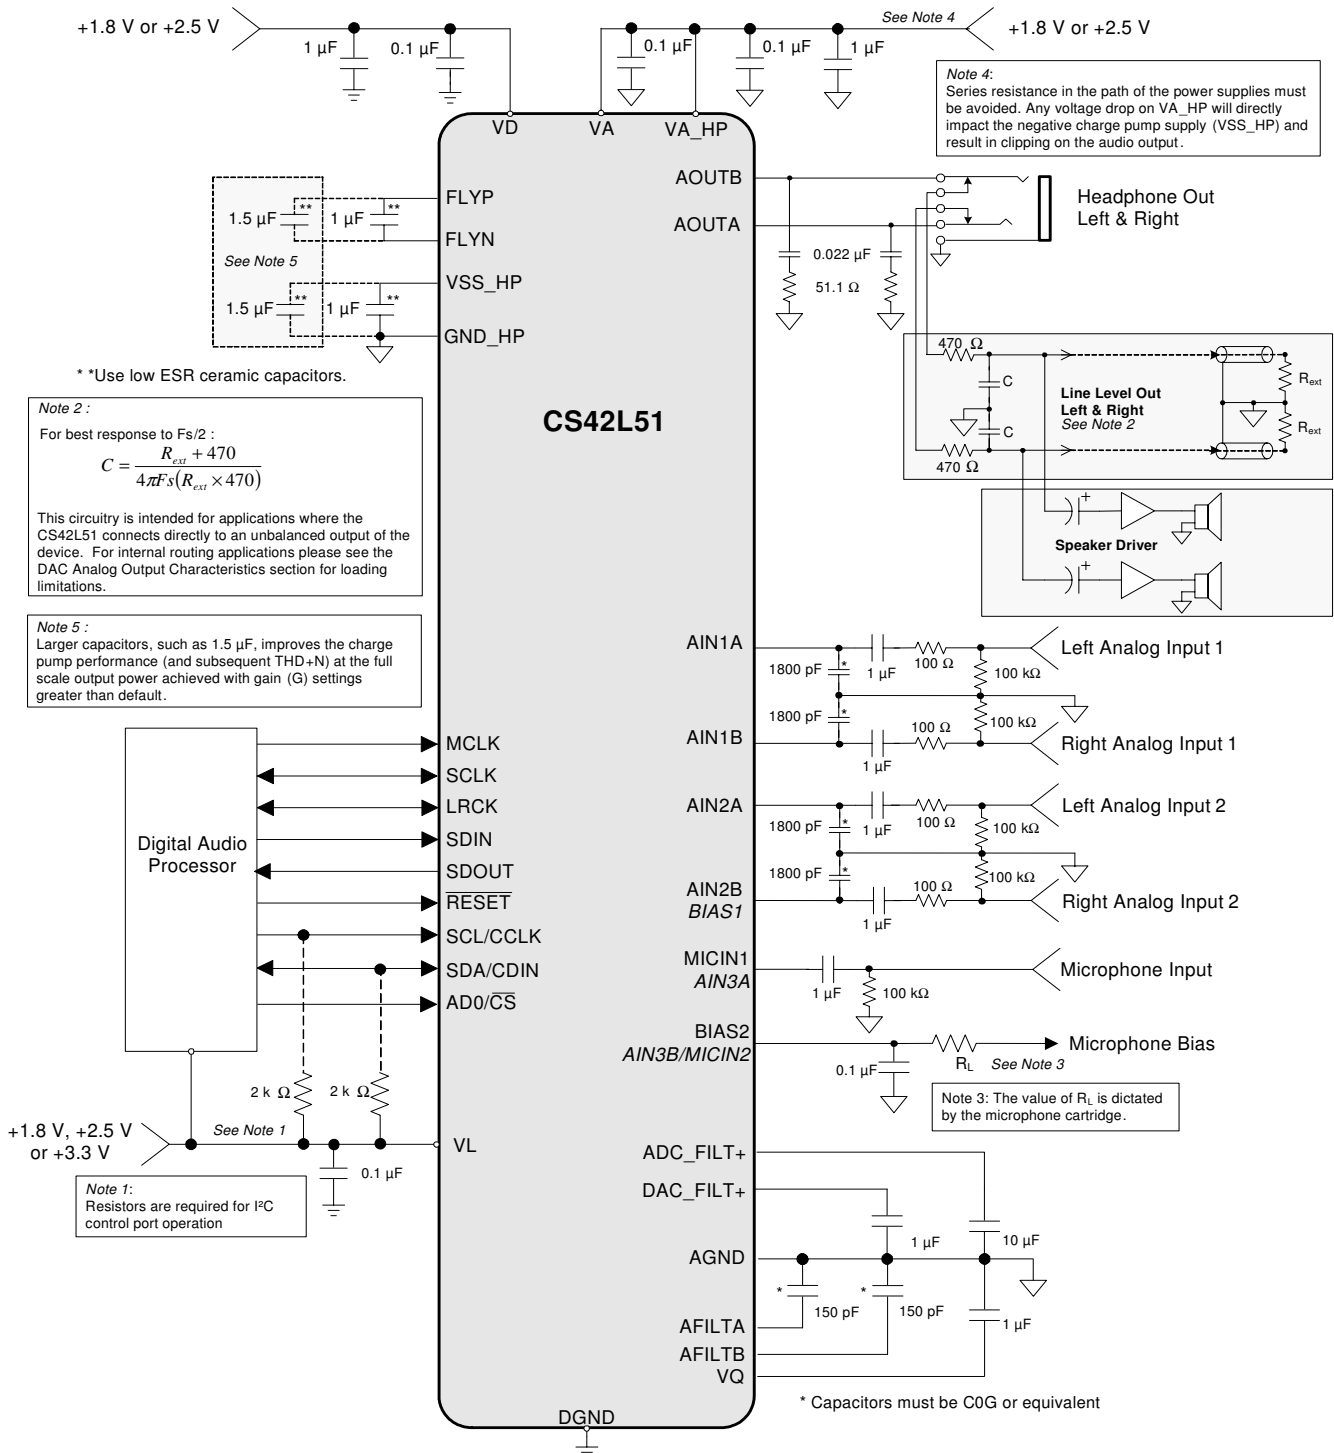 +1.8 V or +2.5 V
1 µF
0.1 µF
0.1 µF
0.1 µF
1 µF
See Note 4
+1.8 V or +2.5 V
Note 4:
Series resistance in the path of the power supplies must
be avoided. Any voltage drop on VA_HP will directly
impact the negative charge pump supply (VSS_HP) and
result in clipping on the audio output.
VD
VA
VA_HP
FLYP
FLYN
VSS_HP
GND_HP
1.5 µF
**
1 µF
**
See Note 5
1.5 µF
**
1 µF
**
* *Use low ESR ceramic capacitors.
Note 2 :
For best response to Fs/2 :
C = (R_ext + 470) / (4πFs(R_ext × 470))
This circuitry is intended for applications where the
CS42L51 connects directly to an unbalanced output of the
device. For internal routing applications please see the
DAC Analog Output Characteristics section for loading
limitations.
Note 5 :
Larger capacitors, such as 1.5 µF, improves the charge
pump performance (and subsequent THD+N) at the full
scale output power achieved with gain (G) settings
greater than default.
CS42L51
AOUTB
AOUTA
Headphone Out
Left & Right
0.022 µF
51.1 Ω
470 Ω
C
C
470 Ω
Line Level Out
Left & Right
See Note 2
R_ext
R_ext
Speaker Driver
+
+
AIN1A
1800 pF
*
1 µF
100 Ω
100 kΩ
Left Analog Input 1
AIN1B
1800 pF
*
1 µF
100 Ω
100 kΩ
Right Analog Input 1
AIN2A
1800 pF
*
1 µF
100 Ω
100 kΩ
Left Analog Input 2
AIN2B
BIAS1
1800 pF
*
1 µF
100 Ω
100 kΩ
Right Analog Input 2
MICIN1
AIN3A
1 µF
100 kΩ
Microphone Input
BIAS2
AIN3B/MICIN2
0.1 µF
R_L
See Note 3
Microphone Bias
Note 3: The value of R_L is dictated
by the microphone cartridge.
Digital Audio
Processor
MCLK
SCLK
LRCK
SDIN
SDOUT
RESET
SCL/CCLK
SDA/CDIN
AD0/CS
2 k Ω
2 k Ω
+1.8 V, +2.5 V
or +3.3 V
See Note 1
VL
0.1 µF
Note 1:
Resistors are required for I²C
control port operation
ADC_FILT+
DAC_FILT+
1 µF
10 µF
AGND
*
150 pF
*
150 pF
1 µF
AFILTA
AFILTB
VQ
* Capacitors must be C0G or equivalent
DGND